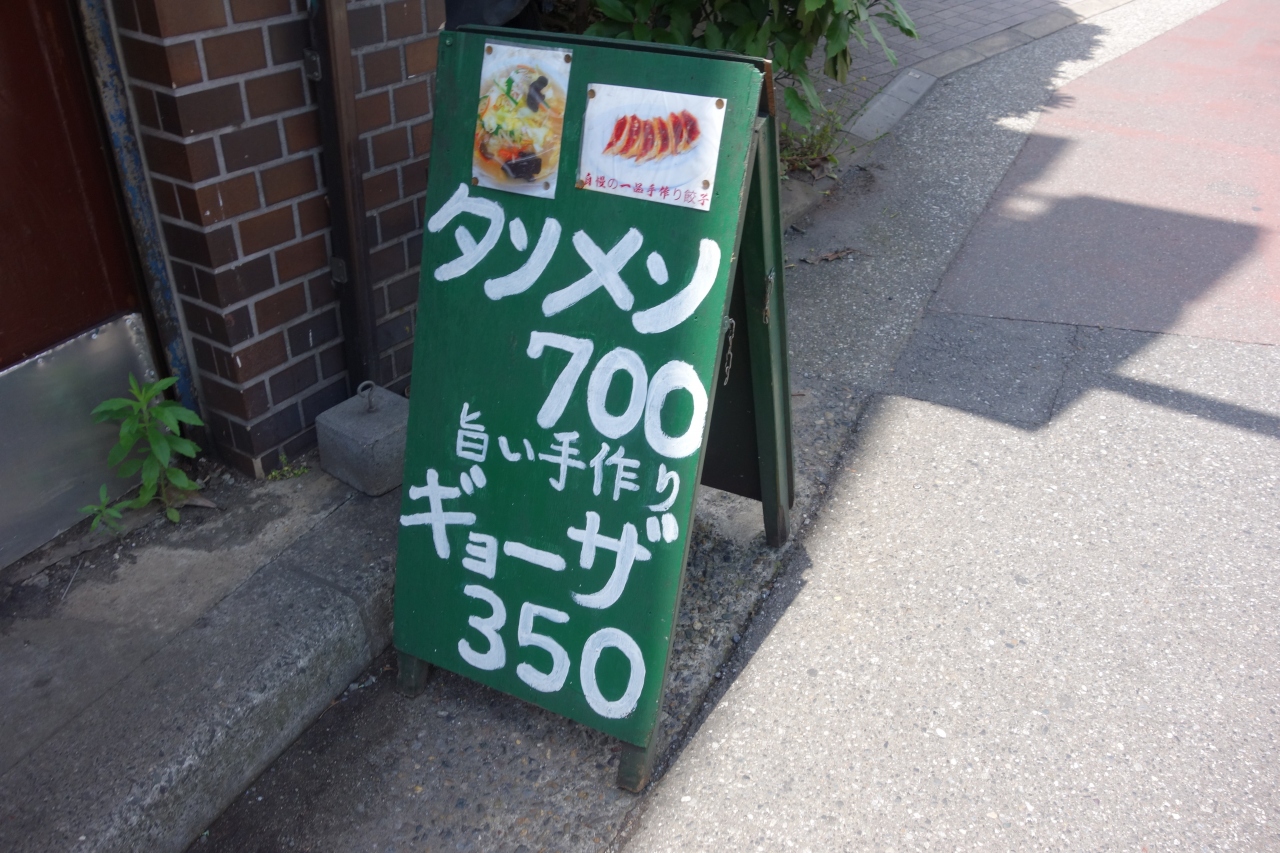 自慢の一品手作り餃子
タンメン
700
旨い手作り
ギョーザ
350